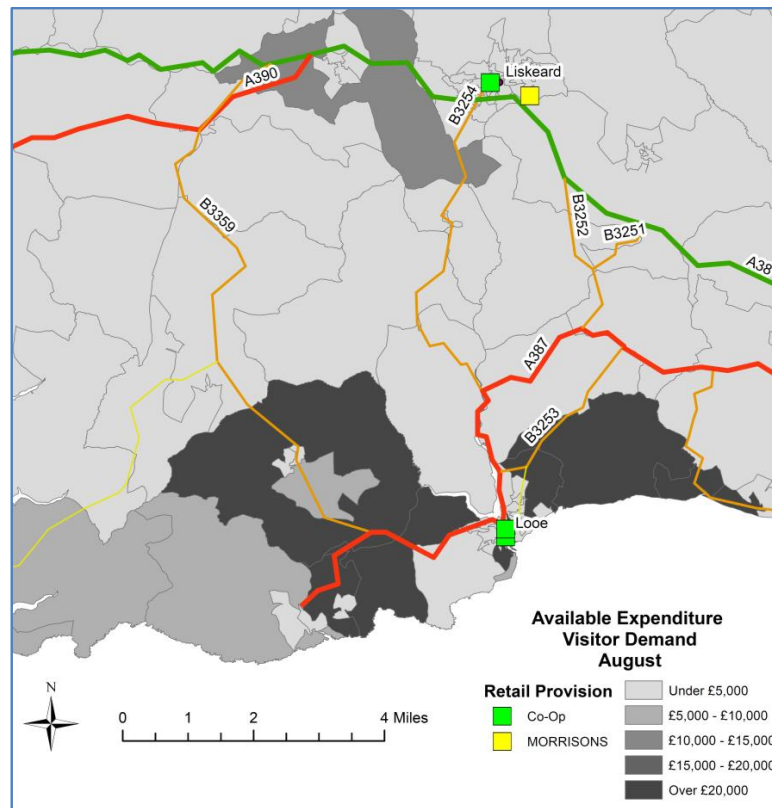 Liskeard
A390
B3254
B3359
B3252
B3251
A38
A387
B3253
Looe
Available Expenditure
Visitor Demand
August
Retail Provision
Co-Op
MORRISONS
Under £5,000
£5,000 - £10,000
£10,000 - £15,000
£15,000 - £20,000
Over £20,000
N
0 1 2 4 Miles